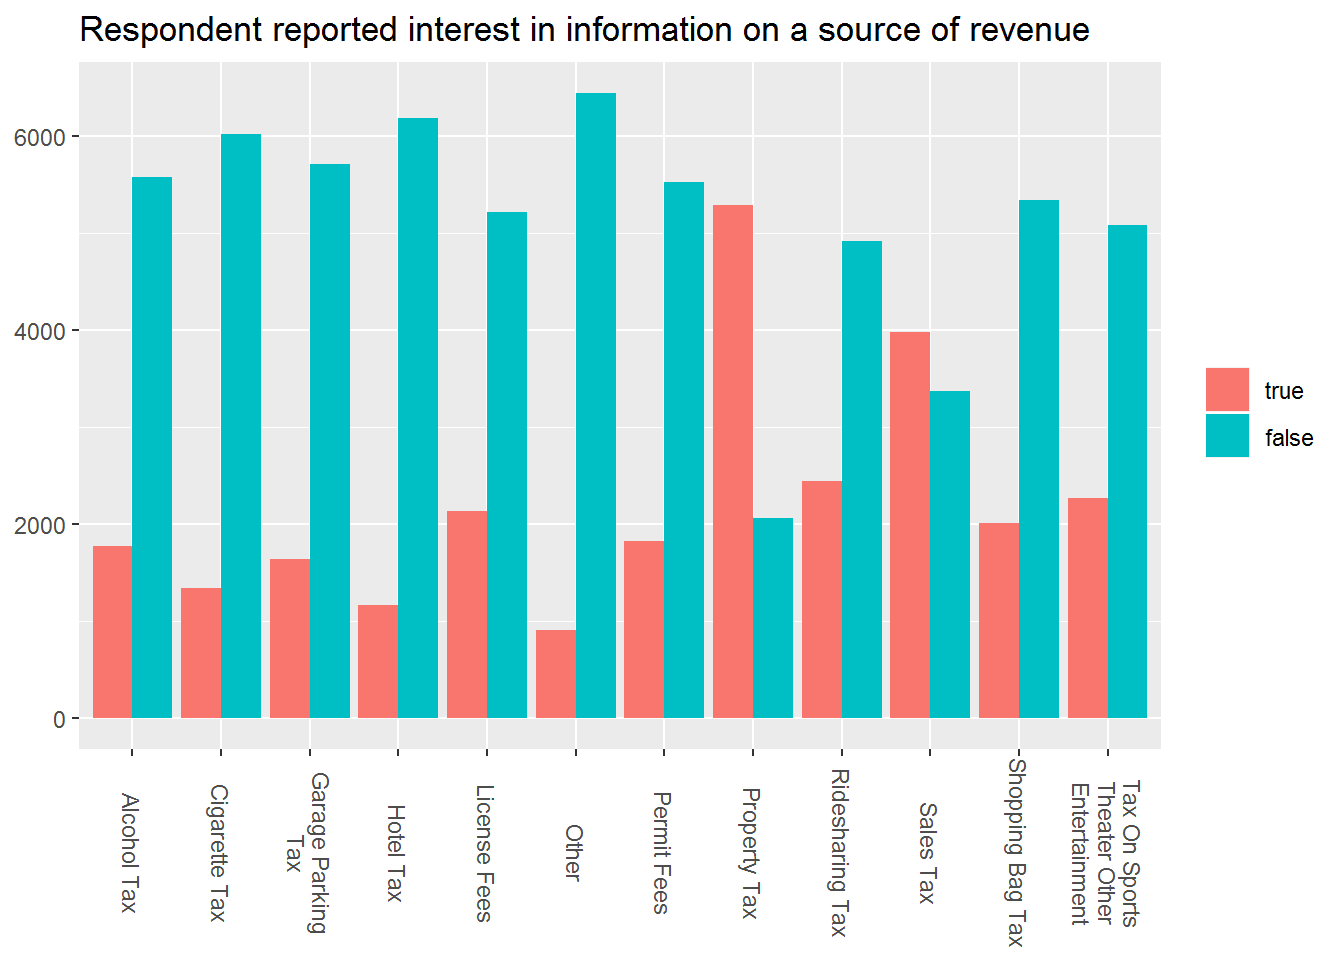 Respondent reported interest in information on a source of revenue
6000
4000
2000
0
true
false
Alcohol Tax
Cigarette Tax
Garage Parking
Tax
Hotel Tax
License Fees
Other
Permit Fees
Property Tax
Ridesharing Tax
Sales Tax
Shopping Bag Tax
Tax On Sports
Theater Other
Entertainment